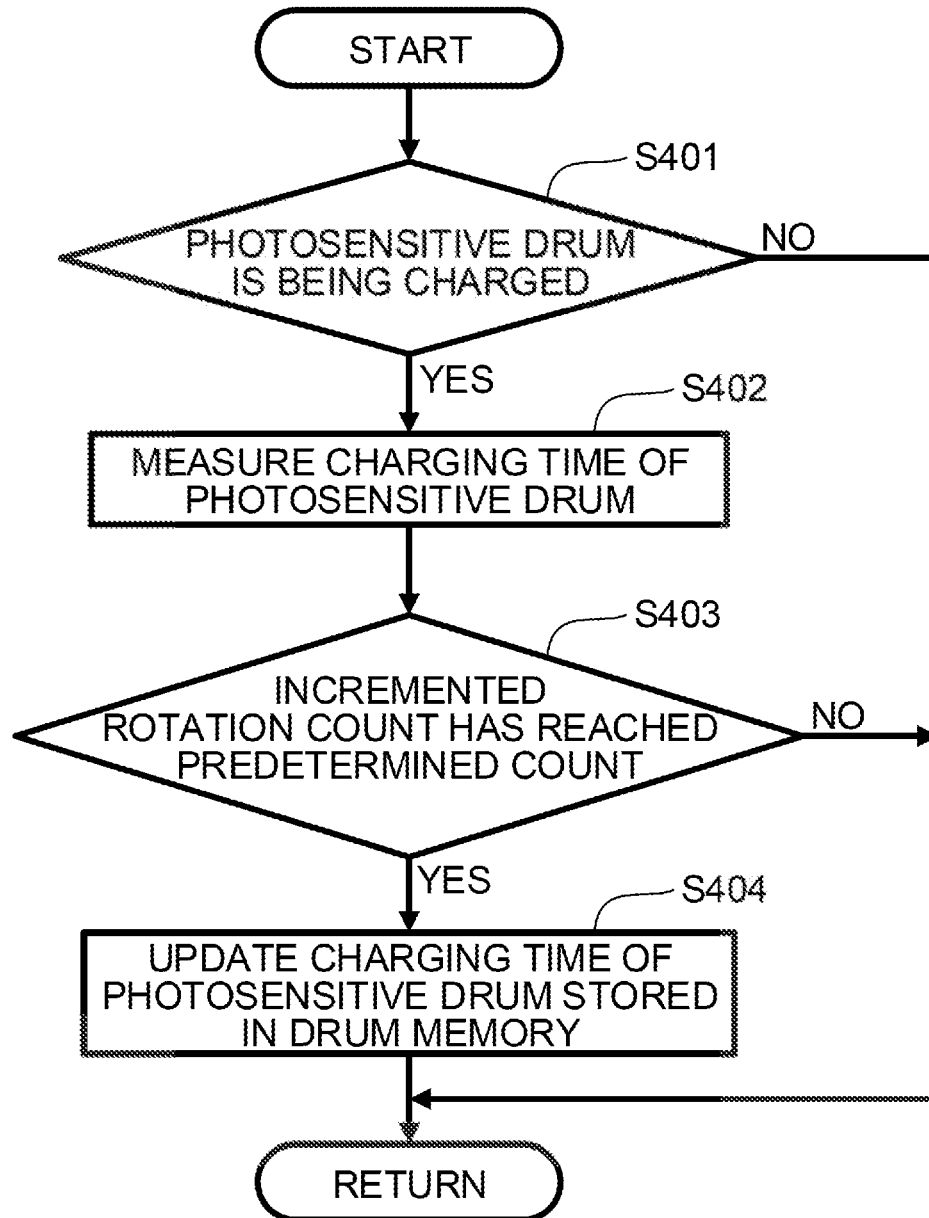 START
S401
PHOTOSENSITIVE DRUM
IS BEING CHARGED
NO
YES
S402
MEASURE CHARGING TIME OF
PHOTOSENSITIVE DRUM
S403
INCREMENTED
ROTATION COUNT HAS REACHED
PREDETERMINED COUNT
NO
YES
S404
UPDATE CHARGING TIME OF
PHOTOSENSITIVE DRUM STORED
IN DRUM MEMORY
RETURN